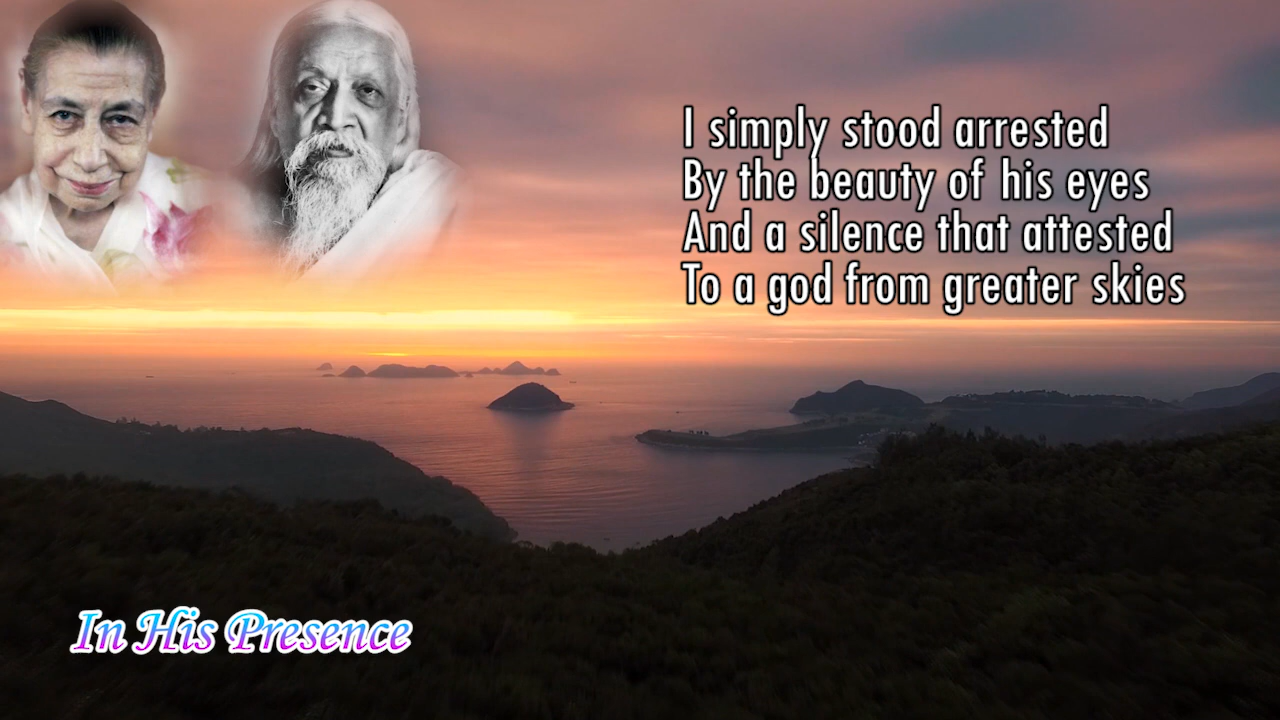 I simply stood arrested
By the beauty of his eyes
And a silence that attested
To a god from greater skies
In His Presence